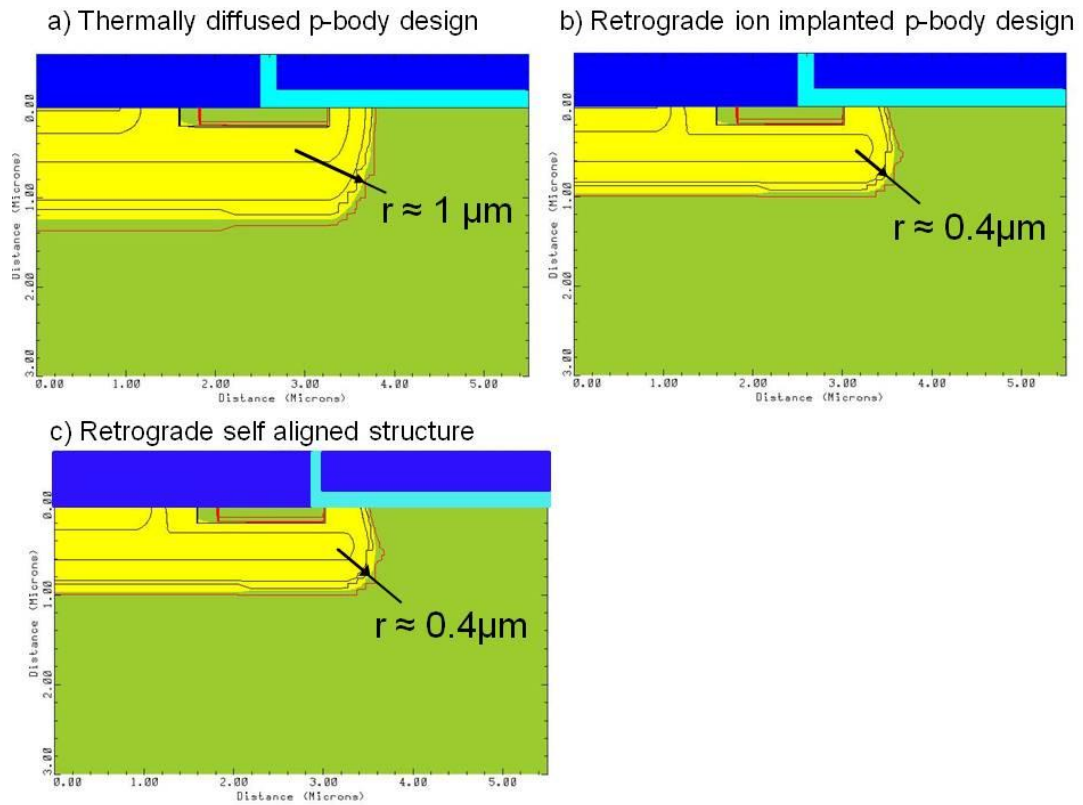 a) Thermally diffused p-body design
b) Retrograde ion implanted p-body design
Distance (Microns)
0.00
1.00
2.00
3.00
r ≈ 1 µm
0.00 1.00 2.00 3.00 4.00 5.00
Distance (Microns)
Distance (Microns)
0.00
1.00
2.00
3.00
r ≈ 0.4µm
0.00 1.00 2.00 3.00 4.00 5.00
Distance (Microns)
c) Retrograde self aligned structure
Distance (Microns)
0.00
1.00
2.00
3.00
r ≈ 0.4µm
0.00 1.00 2.00 3.00 4.00 5.00
Distance (Microns)